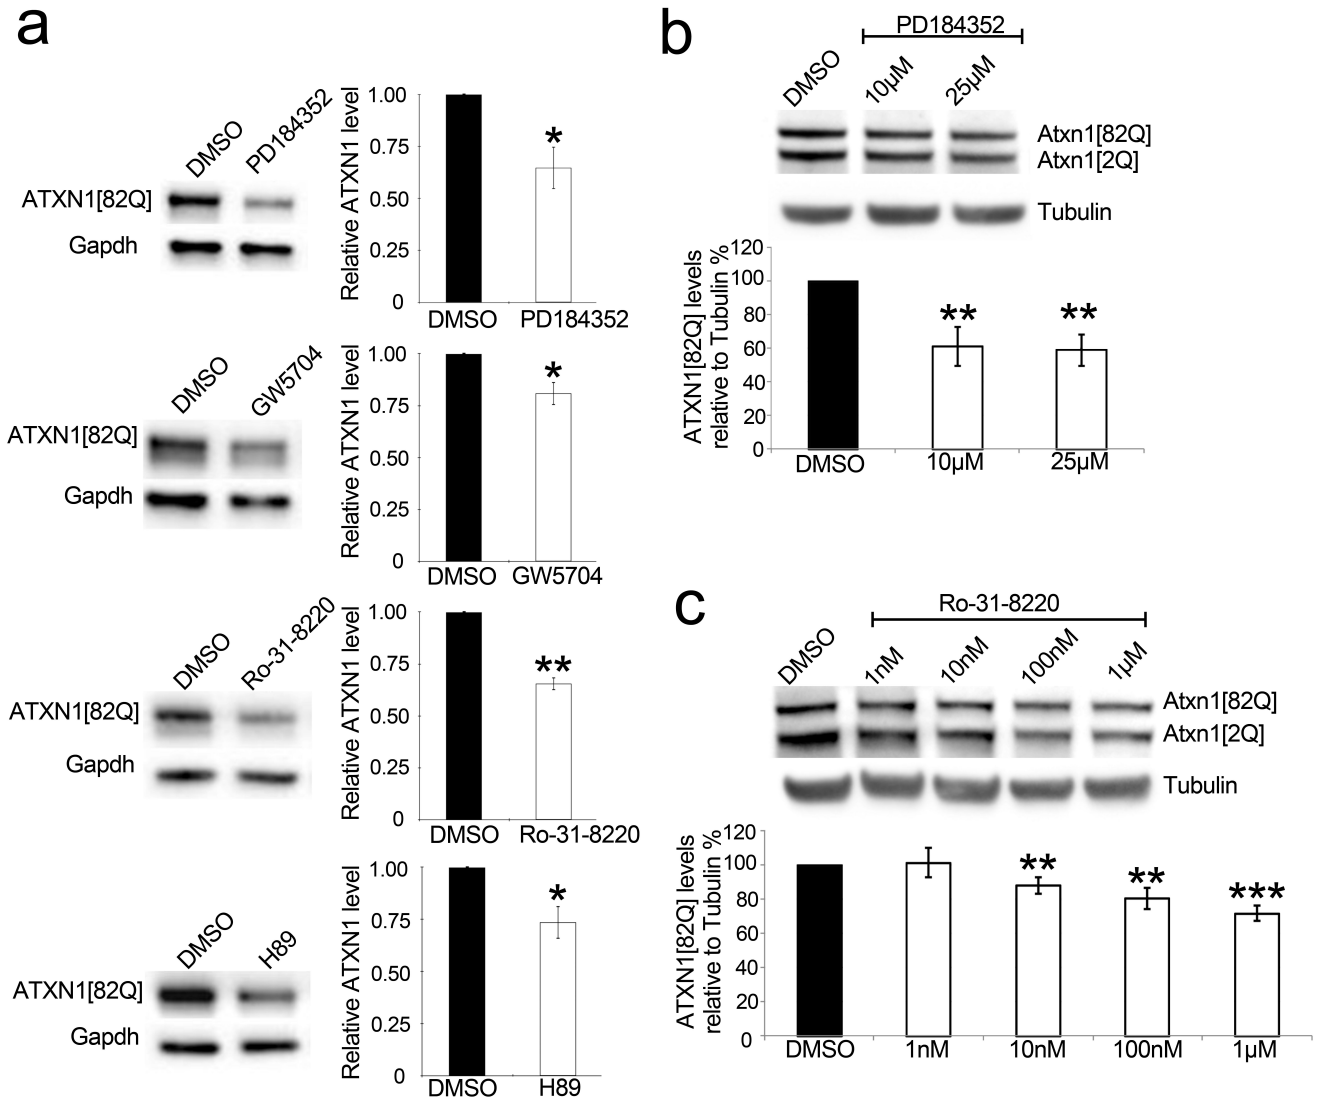 a
DMSO
PD184352
ATXN1[82Q]
Gapdh
Relative ATXN1 level
1.00
0.75
0.50
0.25
0
*
DMSO
PD184352
DMSO
GW5704
ATXN1[82Q]
Gapdh
Relative ATXN1 level
1.00
0.75
0.50
0.25
0
*
DMSO
GW5704
DMSO
Ro-31-8220
ATXN1[82Q]
Gapdh
Relative ATXN1 level
1.00
0.75
0.50
0.25
0
**
DMSO
Ro-31-8220
DMSO
H89
ATXN1[82Q]
Gapdh
Relative ATXN1 level
1.00
0.75
0.50
0.25
0
*
DMSO
H89
b
PD184352
DMSO
10µM
25µM
Atxn1[82Q]
Atxn1[2Q]
Tubulin
ATXN1[82Q] levels
relative to Tubulin %
120
100
80
60
40
20
0
**
**
DMSO
10µM
25µM
c
Ro-31-8220
DMSO
1nM
10nM
100nM
1µM
Atxn1[82Q]
Atxn1[2Q]
Tubulin
ATXN1[82Q] levels
relative to Tubulin %
120
100
80
60
40
20
0
**
**
***
DMSO
1nM
10nM
100nM
1µM